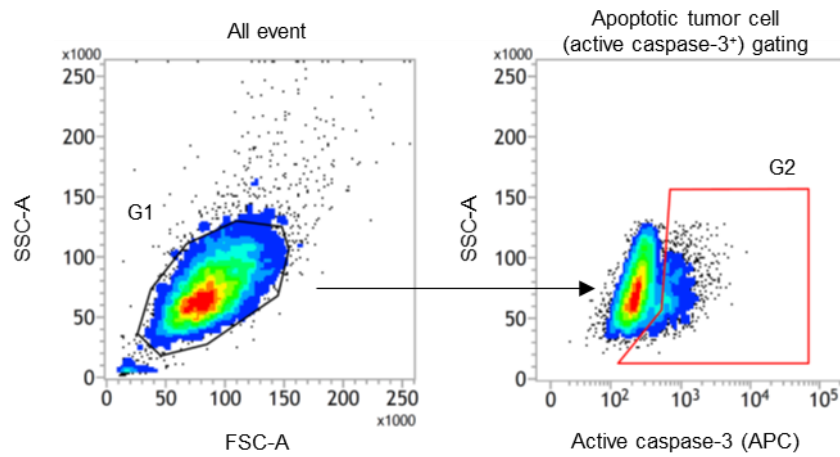 All event
x1000
250
200
150
100
50
0
SSC-A
G1
0
50
100
150
200
250
x1000
FSC-A
Apoptotic tumor cell
(active caspase-3⁺) gating
x1000
250
200
150
100
50
0
SSC-A
G2
0
10²
10³
10⁴
10⁵
Active caspase-3 (APC)